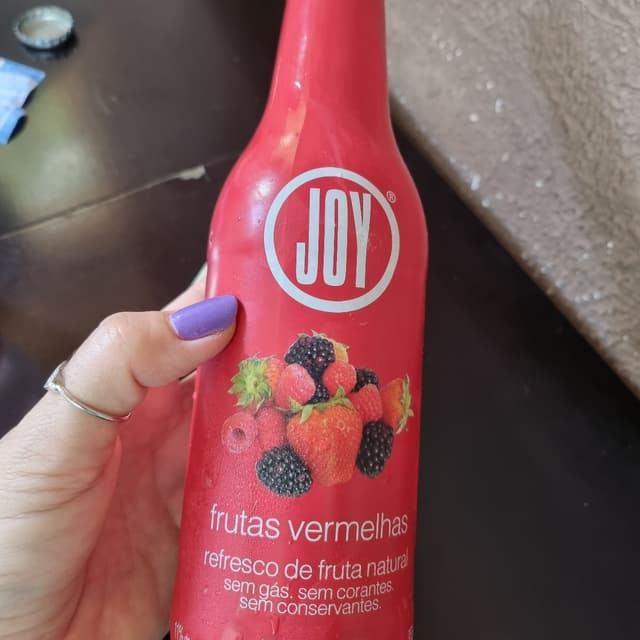 JOY®
frutas vermelhas
refresco de fruta natural
sem gás. sem corantes.
sem conservantes.